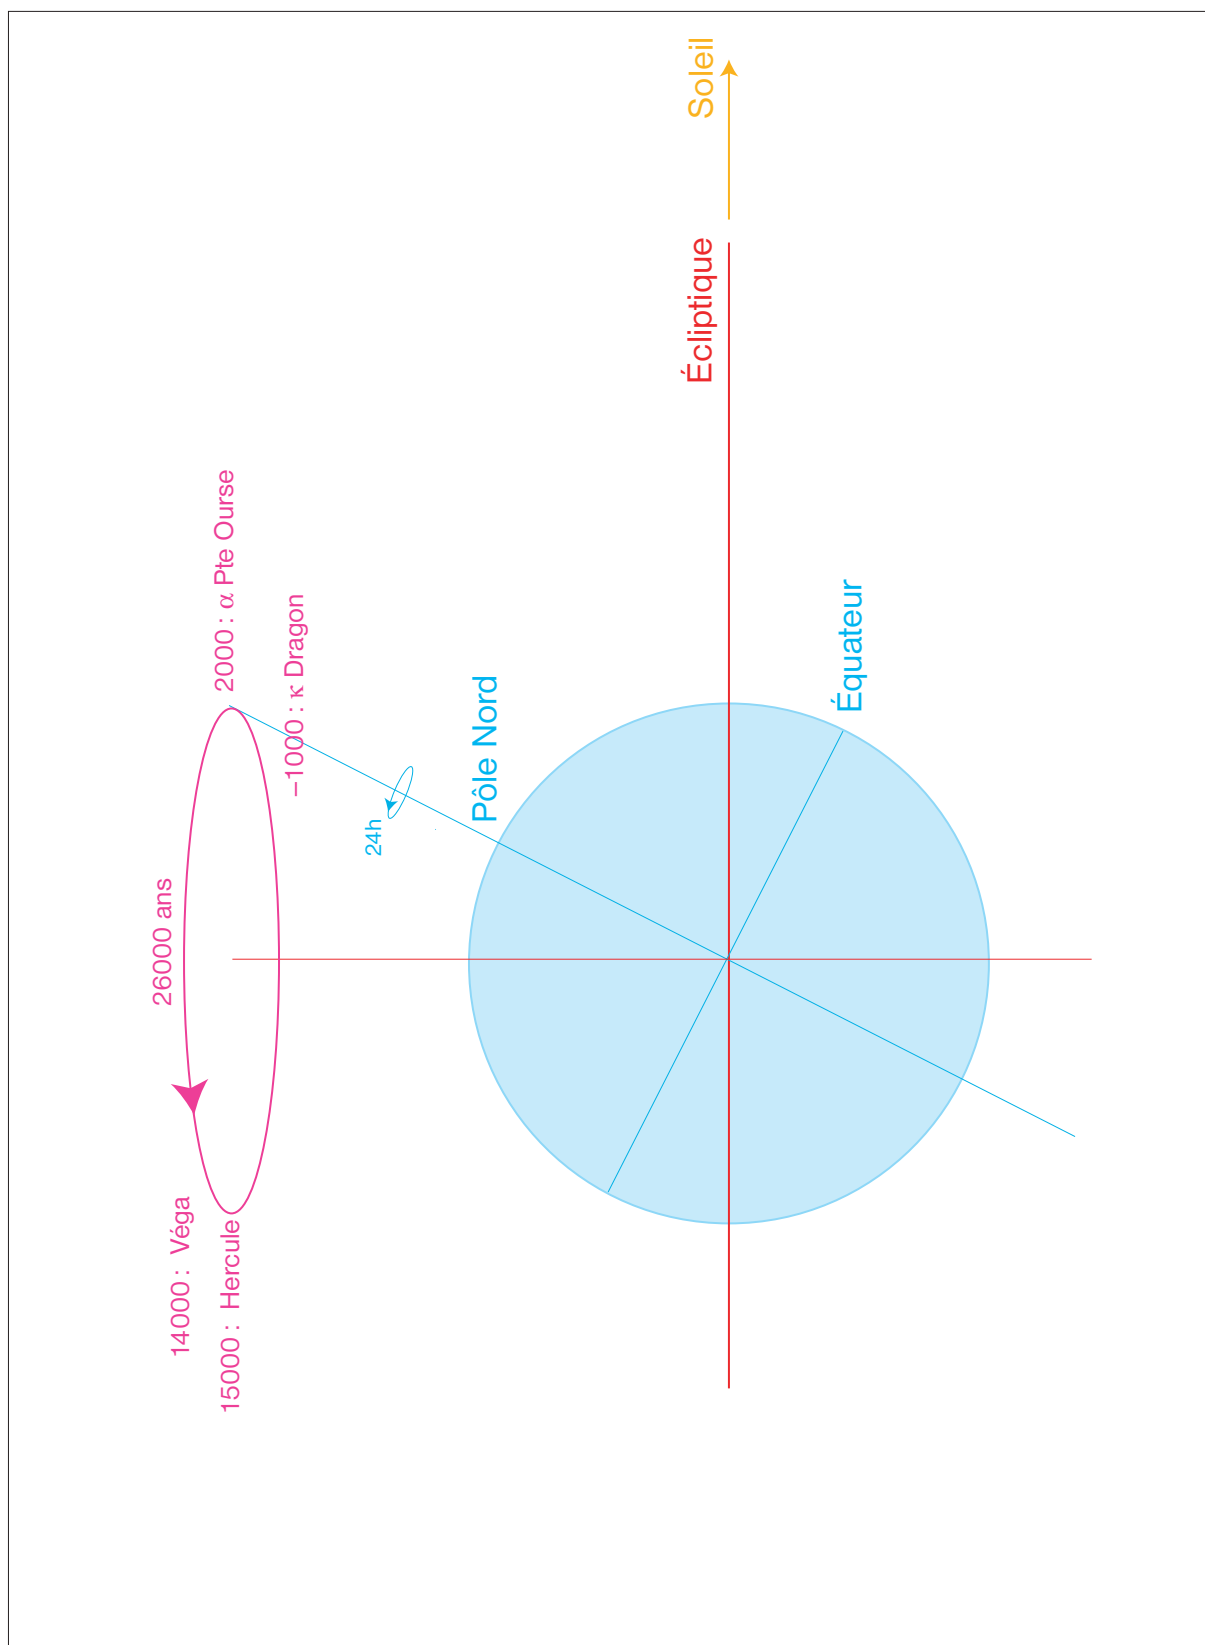 26000 ans
14000 : Véga
15000 : Hercule
2000 : α Pte Ourse
–1000 : κ Dragon
24h
Pôle Nord
Écliptique
Soleil
Équateur